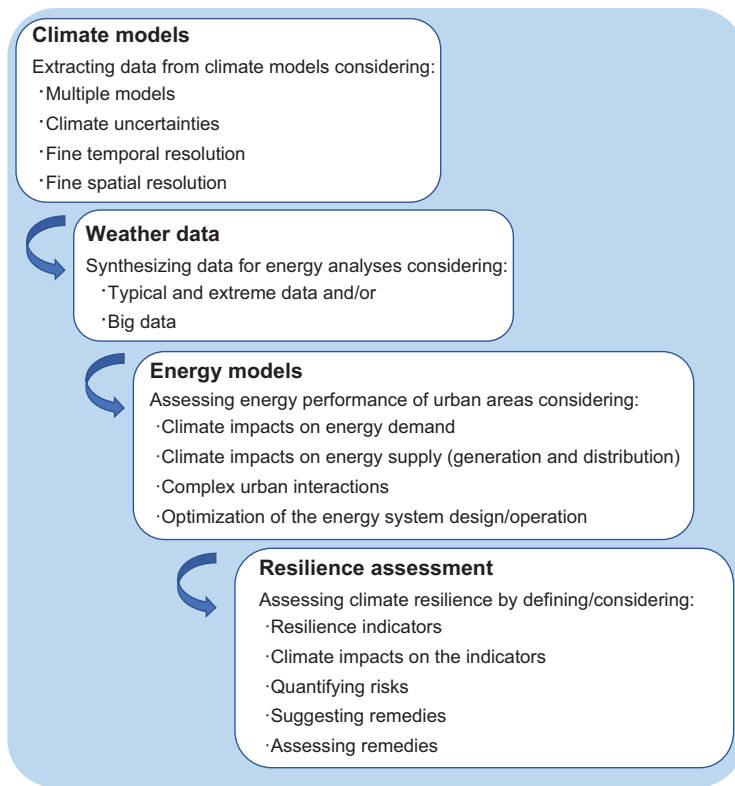 Climate models
Extracting data from climate models considering:
·Multiple models
·Climate uncertainties
·Fine temporal resolution
·Fine spatial resolution
Weather data
Synthesizing data for energy analyses considering:
·Typical and extreme data and/or
·Big data
Energy models
Assessing energy performance of urban areas considering:
·Climate impacts on energy demand
·Climate impacts on energy supply (generation and distribution)
·Complex urban interactions
·Optimization of the energy system design/operation
Resilience assessment
Assessing climate resilience by defining/considering:
·Resilience indicators
·Climate impacts on the indicators
·Quantifying risks
·Suggesting remedies
·Assessing remedies